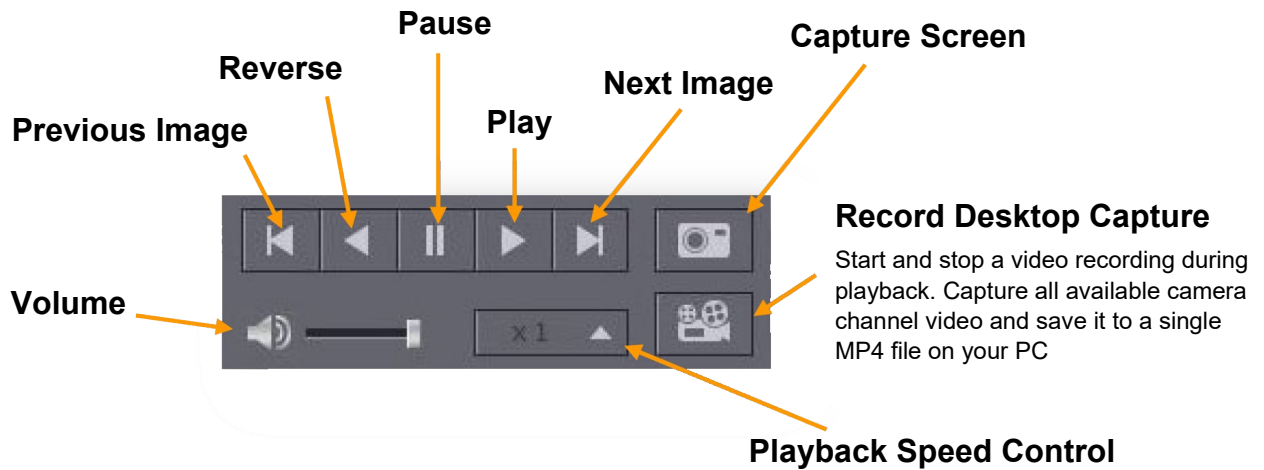 Pause
Capture Screen
Reverse
Next Image
Play
Previous Image
Record Desktop Capture
Start and stop a video recording during
playback. Capture all available camera
channel video and save it to a single
MP4 file on your PC
Volume
x 1
Playback Speed Control